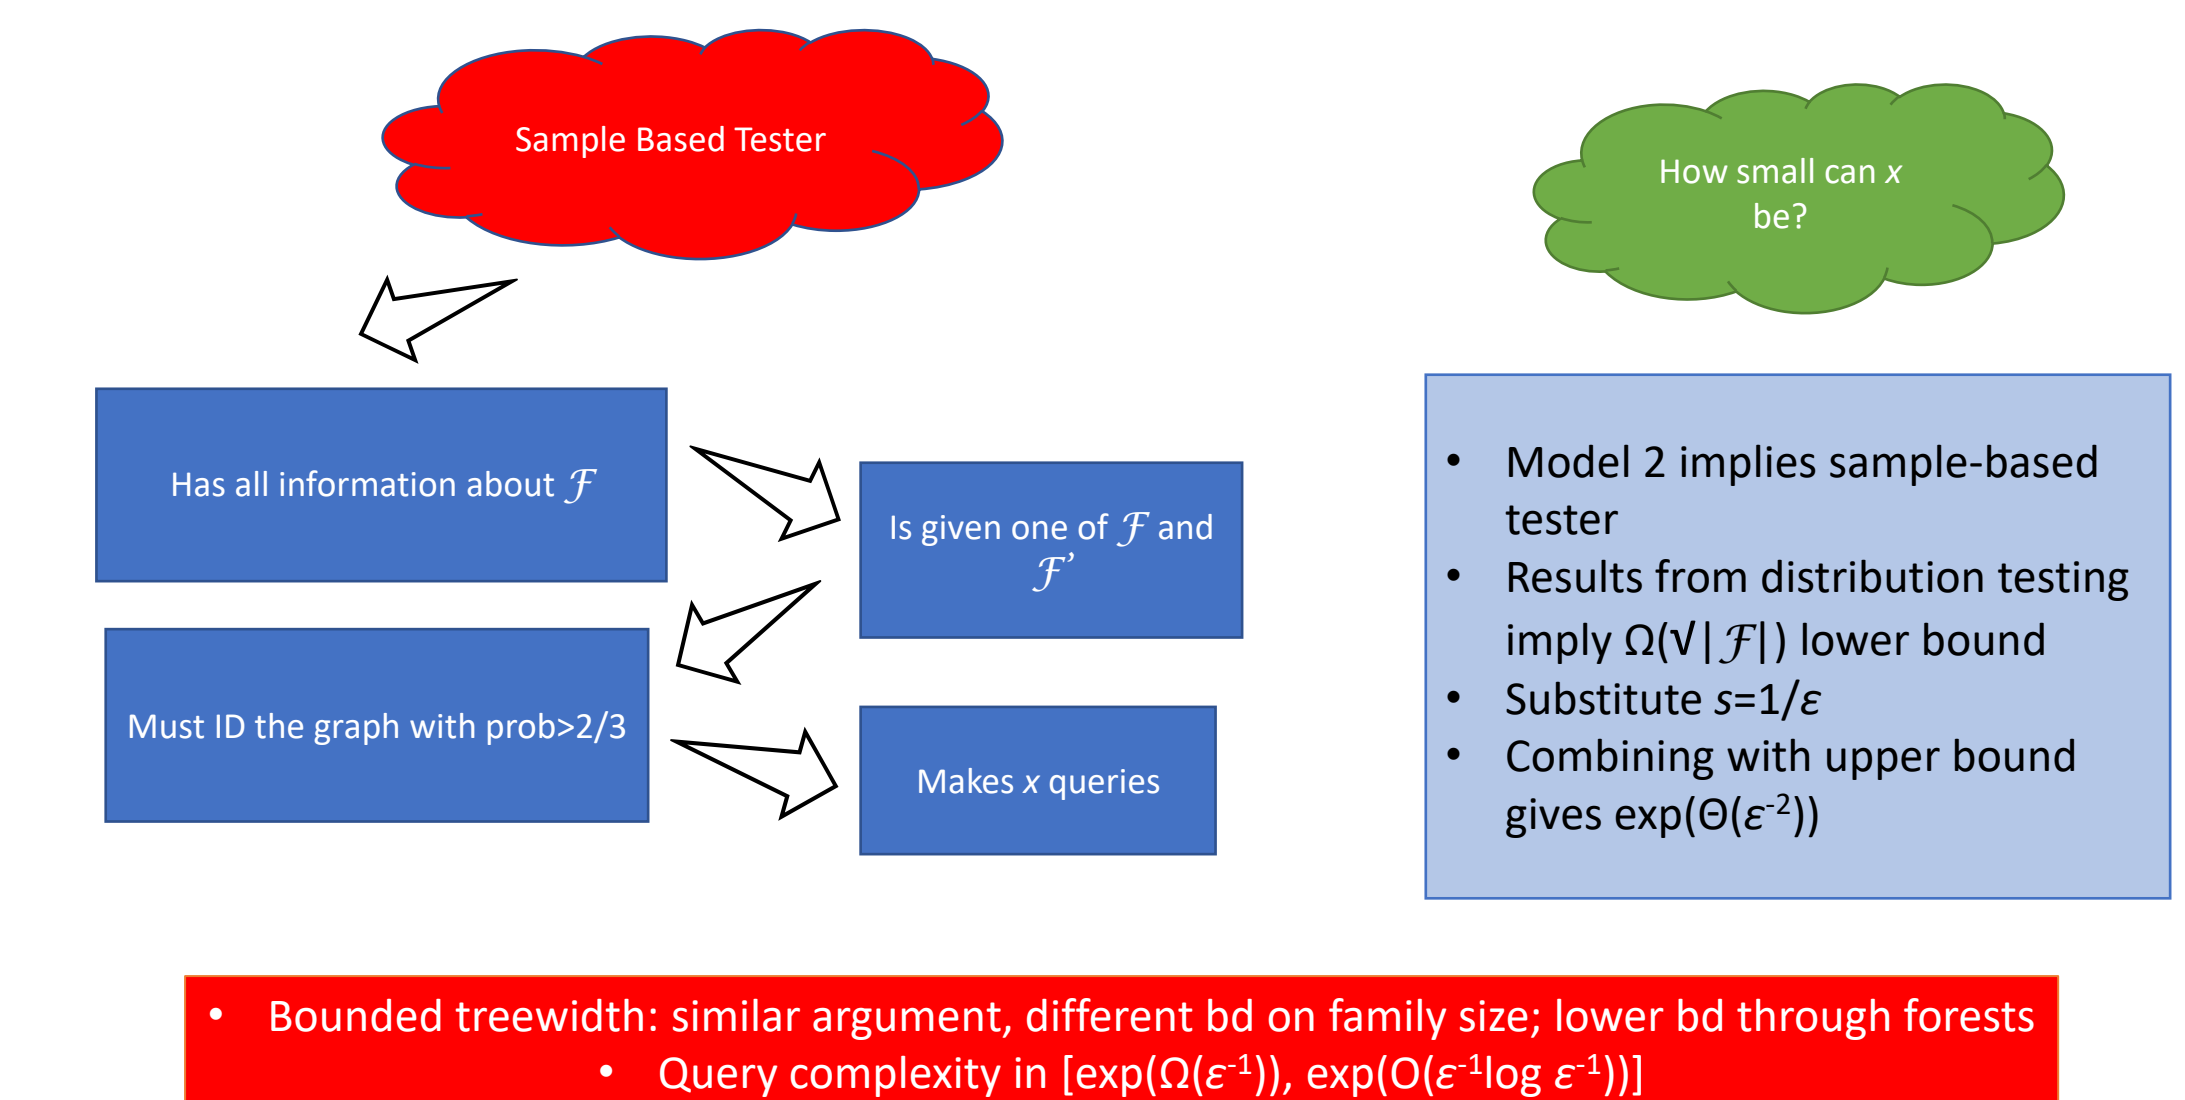 Sample Based Tester
How small can x
be?
Has all information about ℱ
Is given one of ℱ and
ℱ’
Must ID the graph with prob>2/3
Makes x queries
• Model 2 implies sample-based
tester
• Results from distribution testing
imply Ω(√|ℱ|) lower bound
• Substitute s=1/ε
• Combining with upper bound
gives exp(Θ(ε⁻²))
• Bounded treewidth: similar argument, different bd on family size; lower bd through forests
• Query complexity in [exp(Ω(ε⁻¹)), exp(O(ε⁻¹log ε⁻¹))]